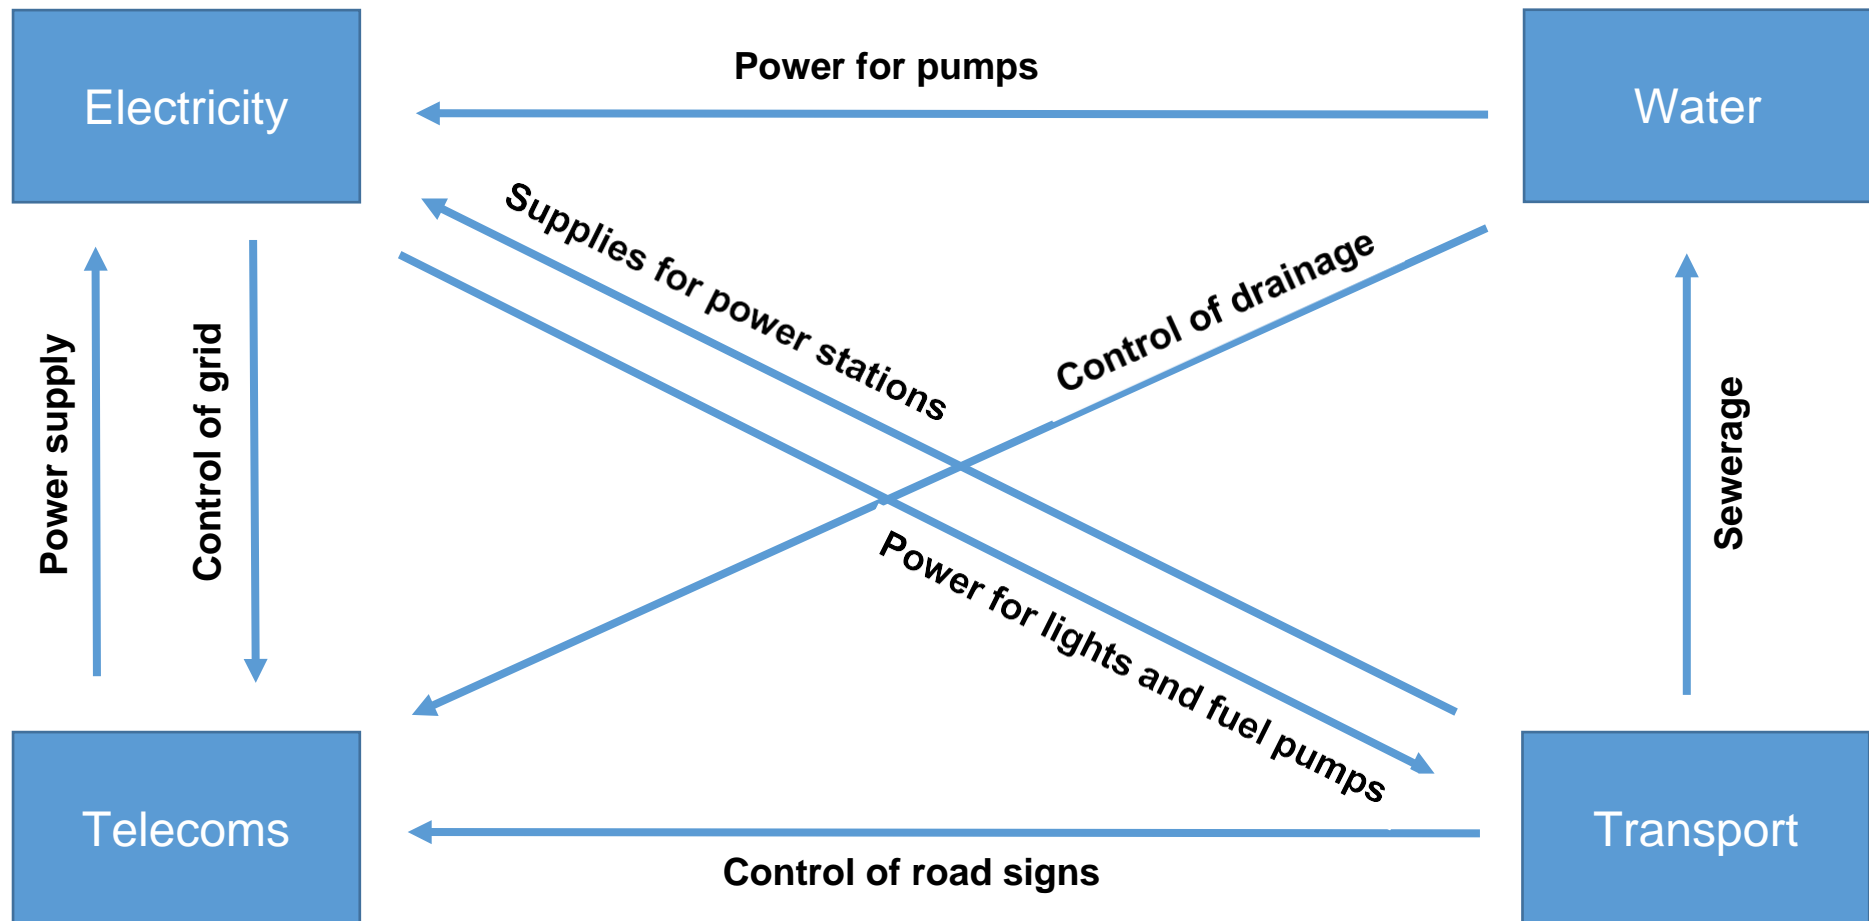 Power for pumps
Electricity
Water
Supplies for power stations
Control of drainage
Power supply
Control of grid
Sewerage
Power for lights and fuel pumps
Telecoms
Transport
Control of road signs